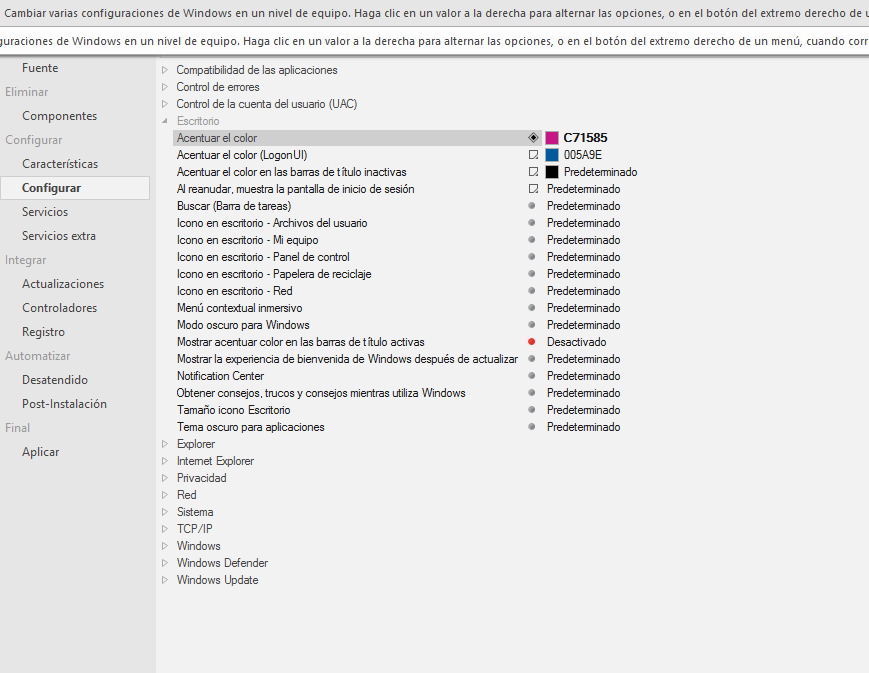 Cambiar varias configuraciones de Windows en un nivel de equipo. Haga clic en un valor a la derecha para alternar las opciones, o en el botón del extremo derecho de
guraciones de Windows en un nivel de equipo. Haga clic en un valor a la derecha para alternar las opciones, o en el botón del extremo derecho de un menú, cuando corr
Fuente
Eliminar
Componentes
Configurar
Características
Configurar
Servicios
Servicios extra
Integrar
Actualizaciones
Controladores
Registro
Automatizar
Desatendido
Post-Instalación
Final
Aplicar
Compatibilidad de las aplicaciones
Control de errores
Control de la cuenta del usuario (UAC)
Escritorio
Acentuar el color C71585
Acentuar el color (LogonUI) 005A9E
Acentuar el color en las barras de título inactivas Predeterminado
Al reanudar, muestra la pantalla de inicio de sesión Predeterminado
Buscar (Barra de tareas) Predeterminado
Icono en escritorio - Archivos del usuario Predeterminado
Icono en escritorio - Mi equipo Predeterminado
Icono en escritorio - Panel de control Predeterminado
Icono en escritorio - Papelera de reciclaje Predeterminado
Icono en escritorio - Red Predeterminado
Menú contextual inmersivo Predeterminado
Modo oscuro para Windows Predeterminado
Mostrar acentuar color en las barras de título activas Desactivado
Mostrar la experiencia de bienvenida de Windows después de actualizar Predeterminado
Notification Center Predeterminado
Obtener consejos, trucos y consejos mientras utiliza Windows Predeterminado
Tamaño icono Escritorio Predeterminado
Tema oscuro para aplicaciones Predeterminado
Explorer
Internet Explorer
Privacidad
Red
Sistema
TCP/IP
Windows
Windows Defender
Windows Update